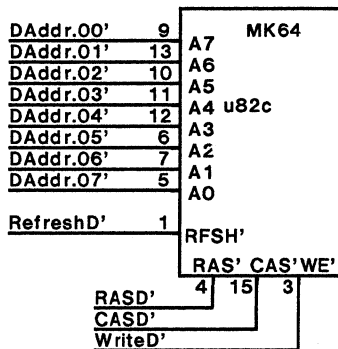 MK64
DAddr.00' 9 A7
DAddr.01' 13 A6
DAddr.02' 10 A5
DAddr.03' 11 A4 u82c
DAddr.04' 12 A3
DAddr.05' 6 A2
DAddr.06' 7 A1
DAddr.07' 5 A0
RefreshD' 1 RFSH'
RAS' CAS' WE'
4 15 3
RASD'
CASD'
WriteD'